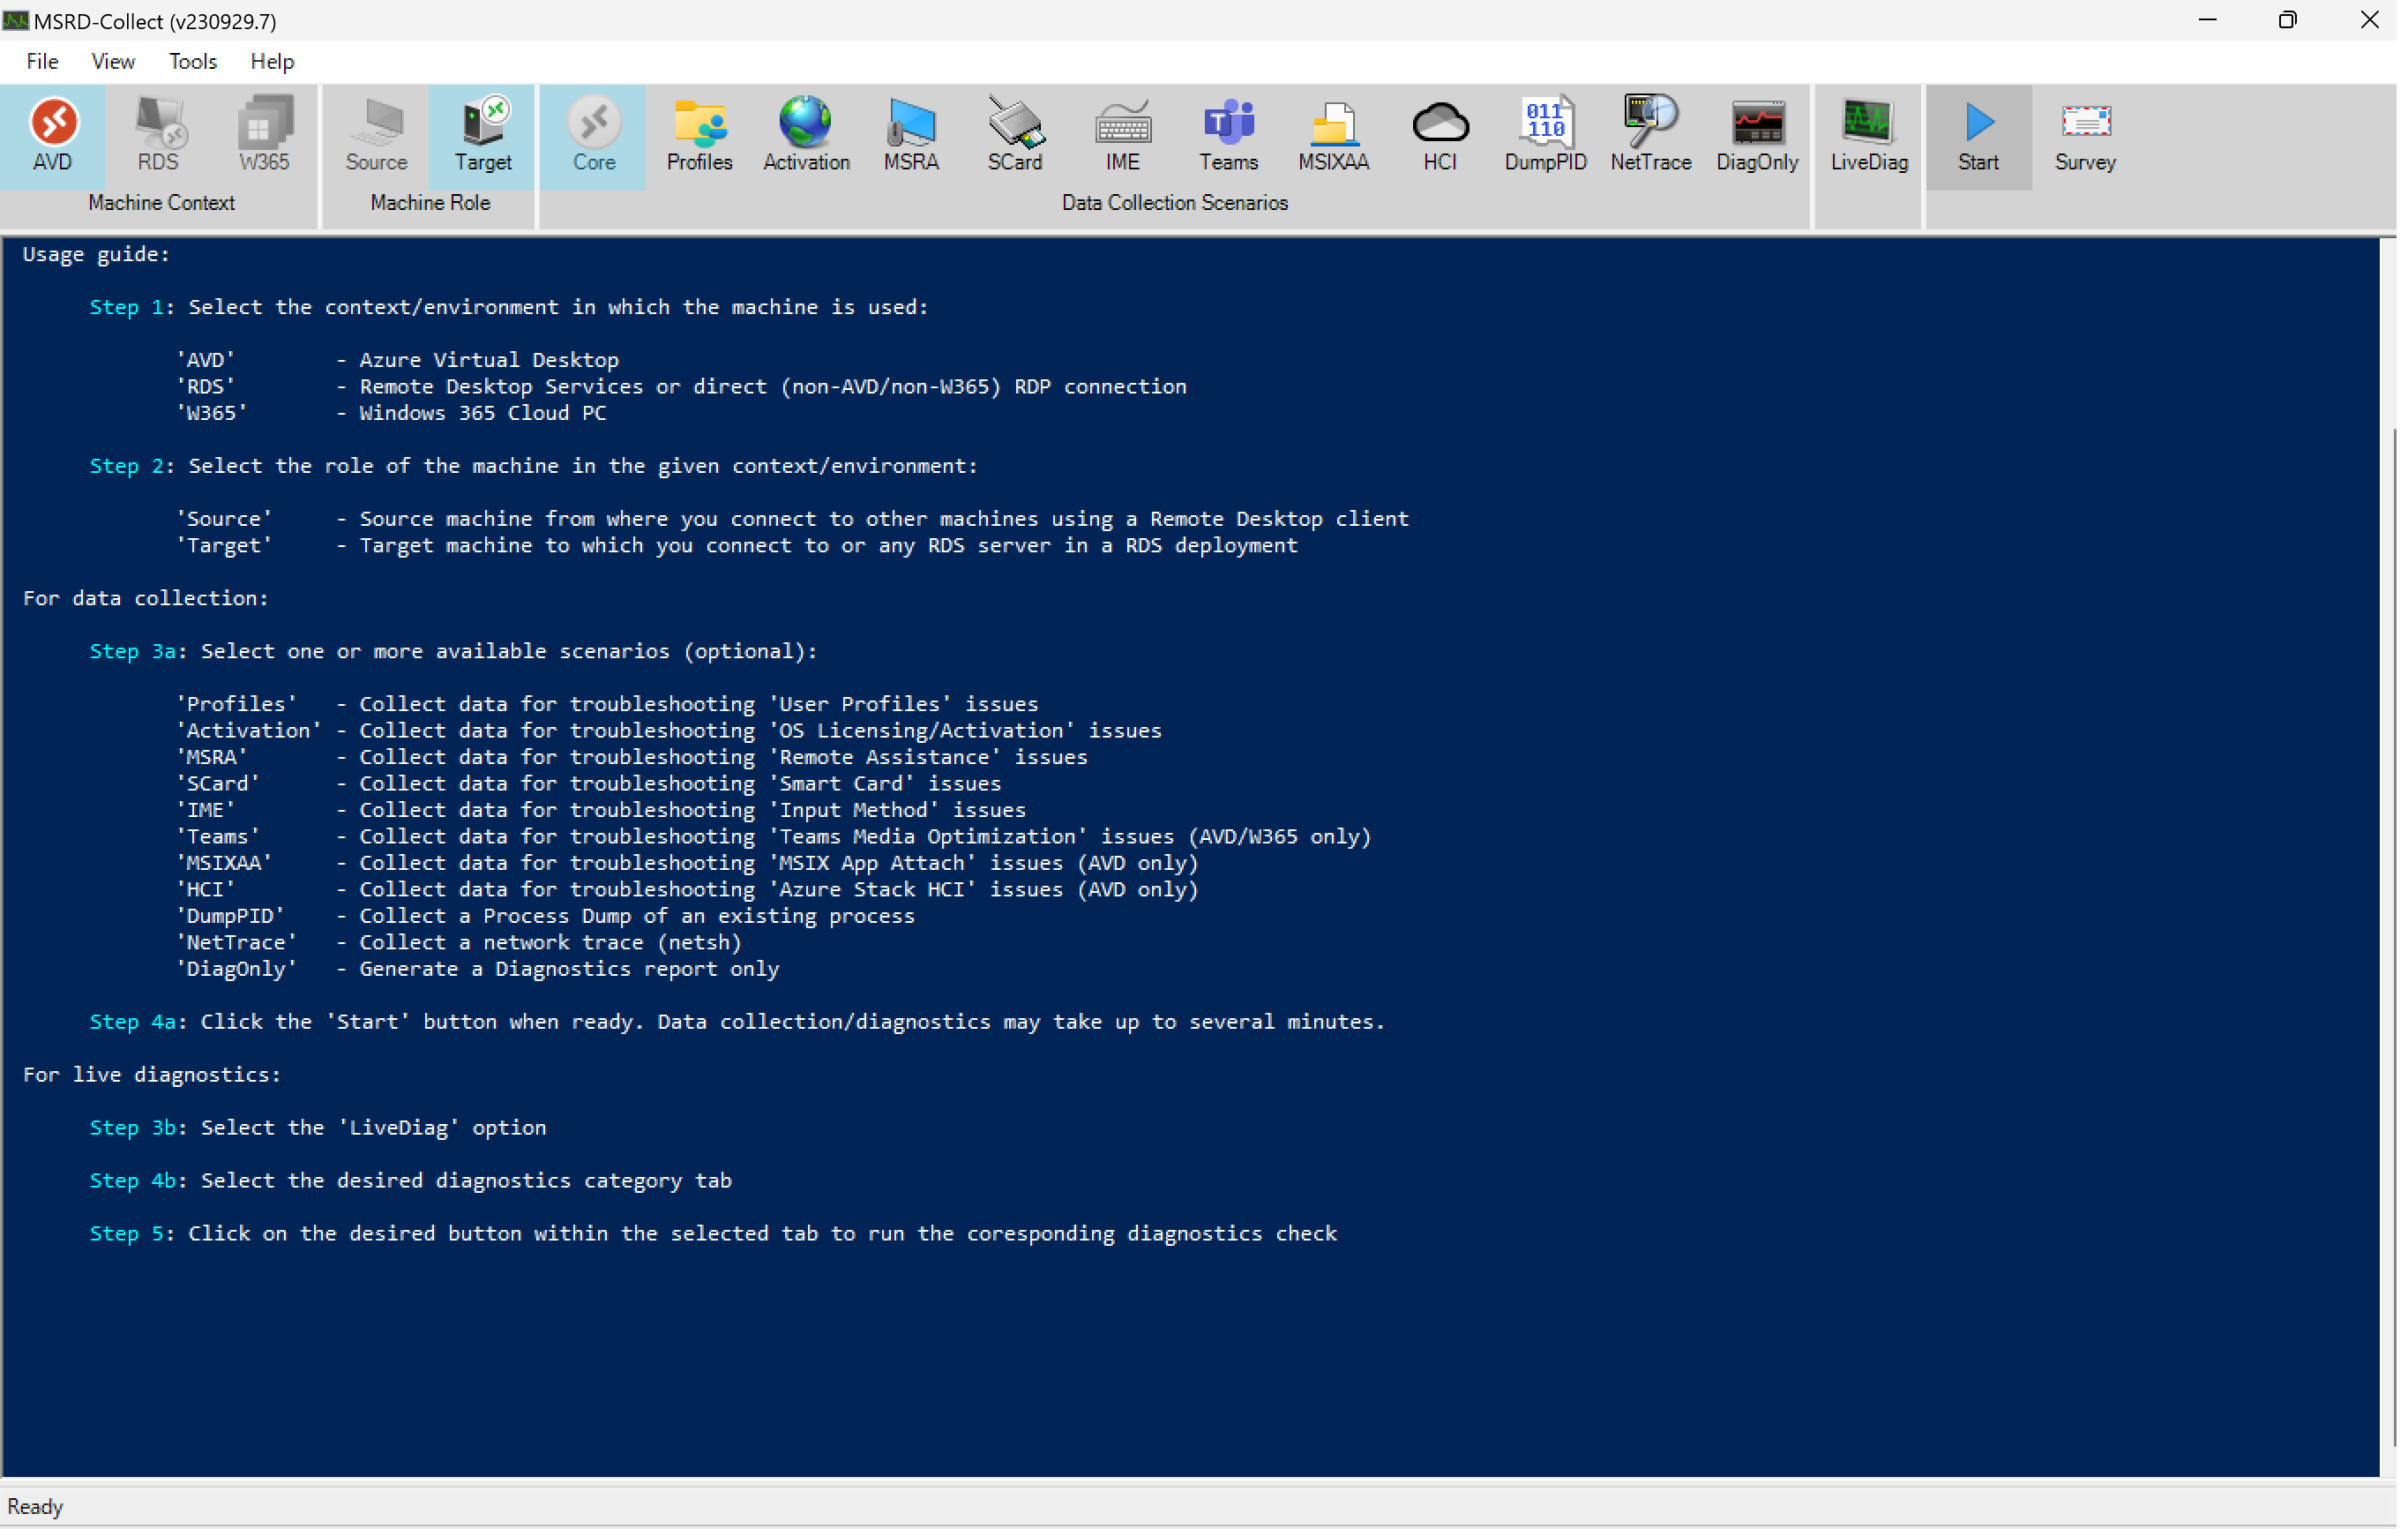 MSRD-Collect (v230929.7)
File View Tools Help
AVD RDS W365 Source Target Core Profiles Activation MSRA SCard IME Teams MSIXAA HCI DumpPID NetTrace DiagOnly LiveDiag Start Survey
Machine Context Machine Role Data Collection Scenarios
Usage guide:
Step 1: Select the context/environment in which the machine is used:
'AVD' - Azure Virtual Desktop
'RDS' - Remote Desktop Services or direct (non-AVD/non-W365) RDP connection
'W365' - Windows 365 Cloud PC
Step 2: Select the role of the machine in the given context/environment:
'Source' - Source machine from where you connect to other machines using a Remote Desktop client
'Target' - Target machine to which you connect to or any RDS server in a RDS deployment
For data collection:
Step 3a: Select one or more available scenarios (optional):
'Profiles' - Collect data for troubleshooting 'User Profiles' issues
'Activation' - Collect data for troubleshooting 'OS Licensing/Activation' issues
'MSRA' - Collect data for troubleshooting 'Remote Assistance' issues
'SCard' - Collect data for troubleshooting 'Smart Card' issues
'IME' - Collect data for troubleshooting 'Input Method' issues
'Teams' - Collect data for troubleshooting 'Teams Media Optimization' issues (AVD/W365 only)
'MSIXAA' - Collect data for troubleshooting 'MSIX App Attach' issues (AVD only)
'HCI' - Collect data for troubleshooting 'Azure Stack HCI' issues (AVD only)
'DumpPID' - Collect a Process Dump of an existing process
'NetTrace' - Collect a network trace (netsh)
'DiagOnly' - Generate a Diagnostics report only
Step 4a: Click the 'Start' button when ready. Data collection/diagnostics may take up to several minutes.
For live diagnostics:
Step 3b: Select the 'LiveDiag' option
Step 4b: Select the desired diagnostics category tab
Step 5: Click on the desired button within the selected tab to run the coresponding diagnostics check
Ready